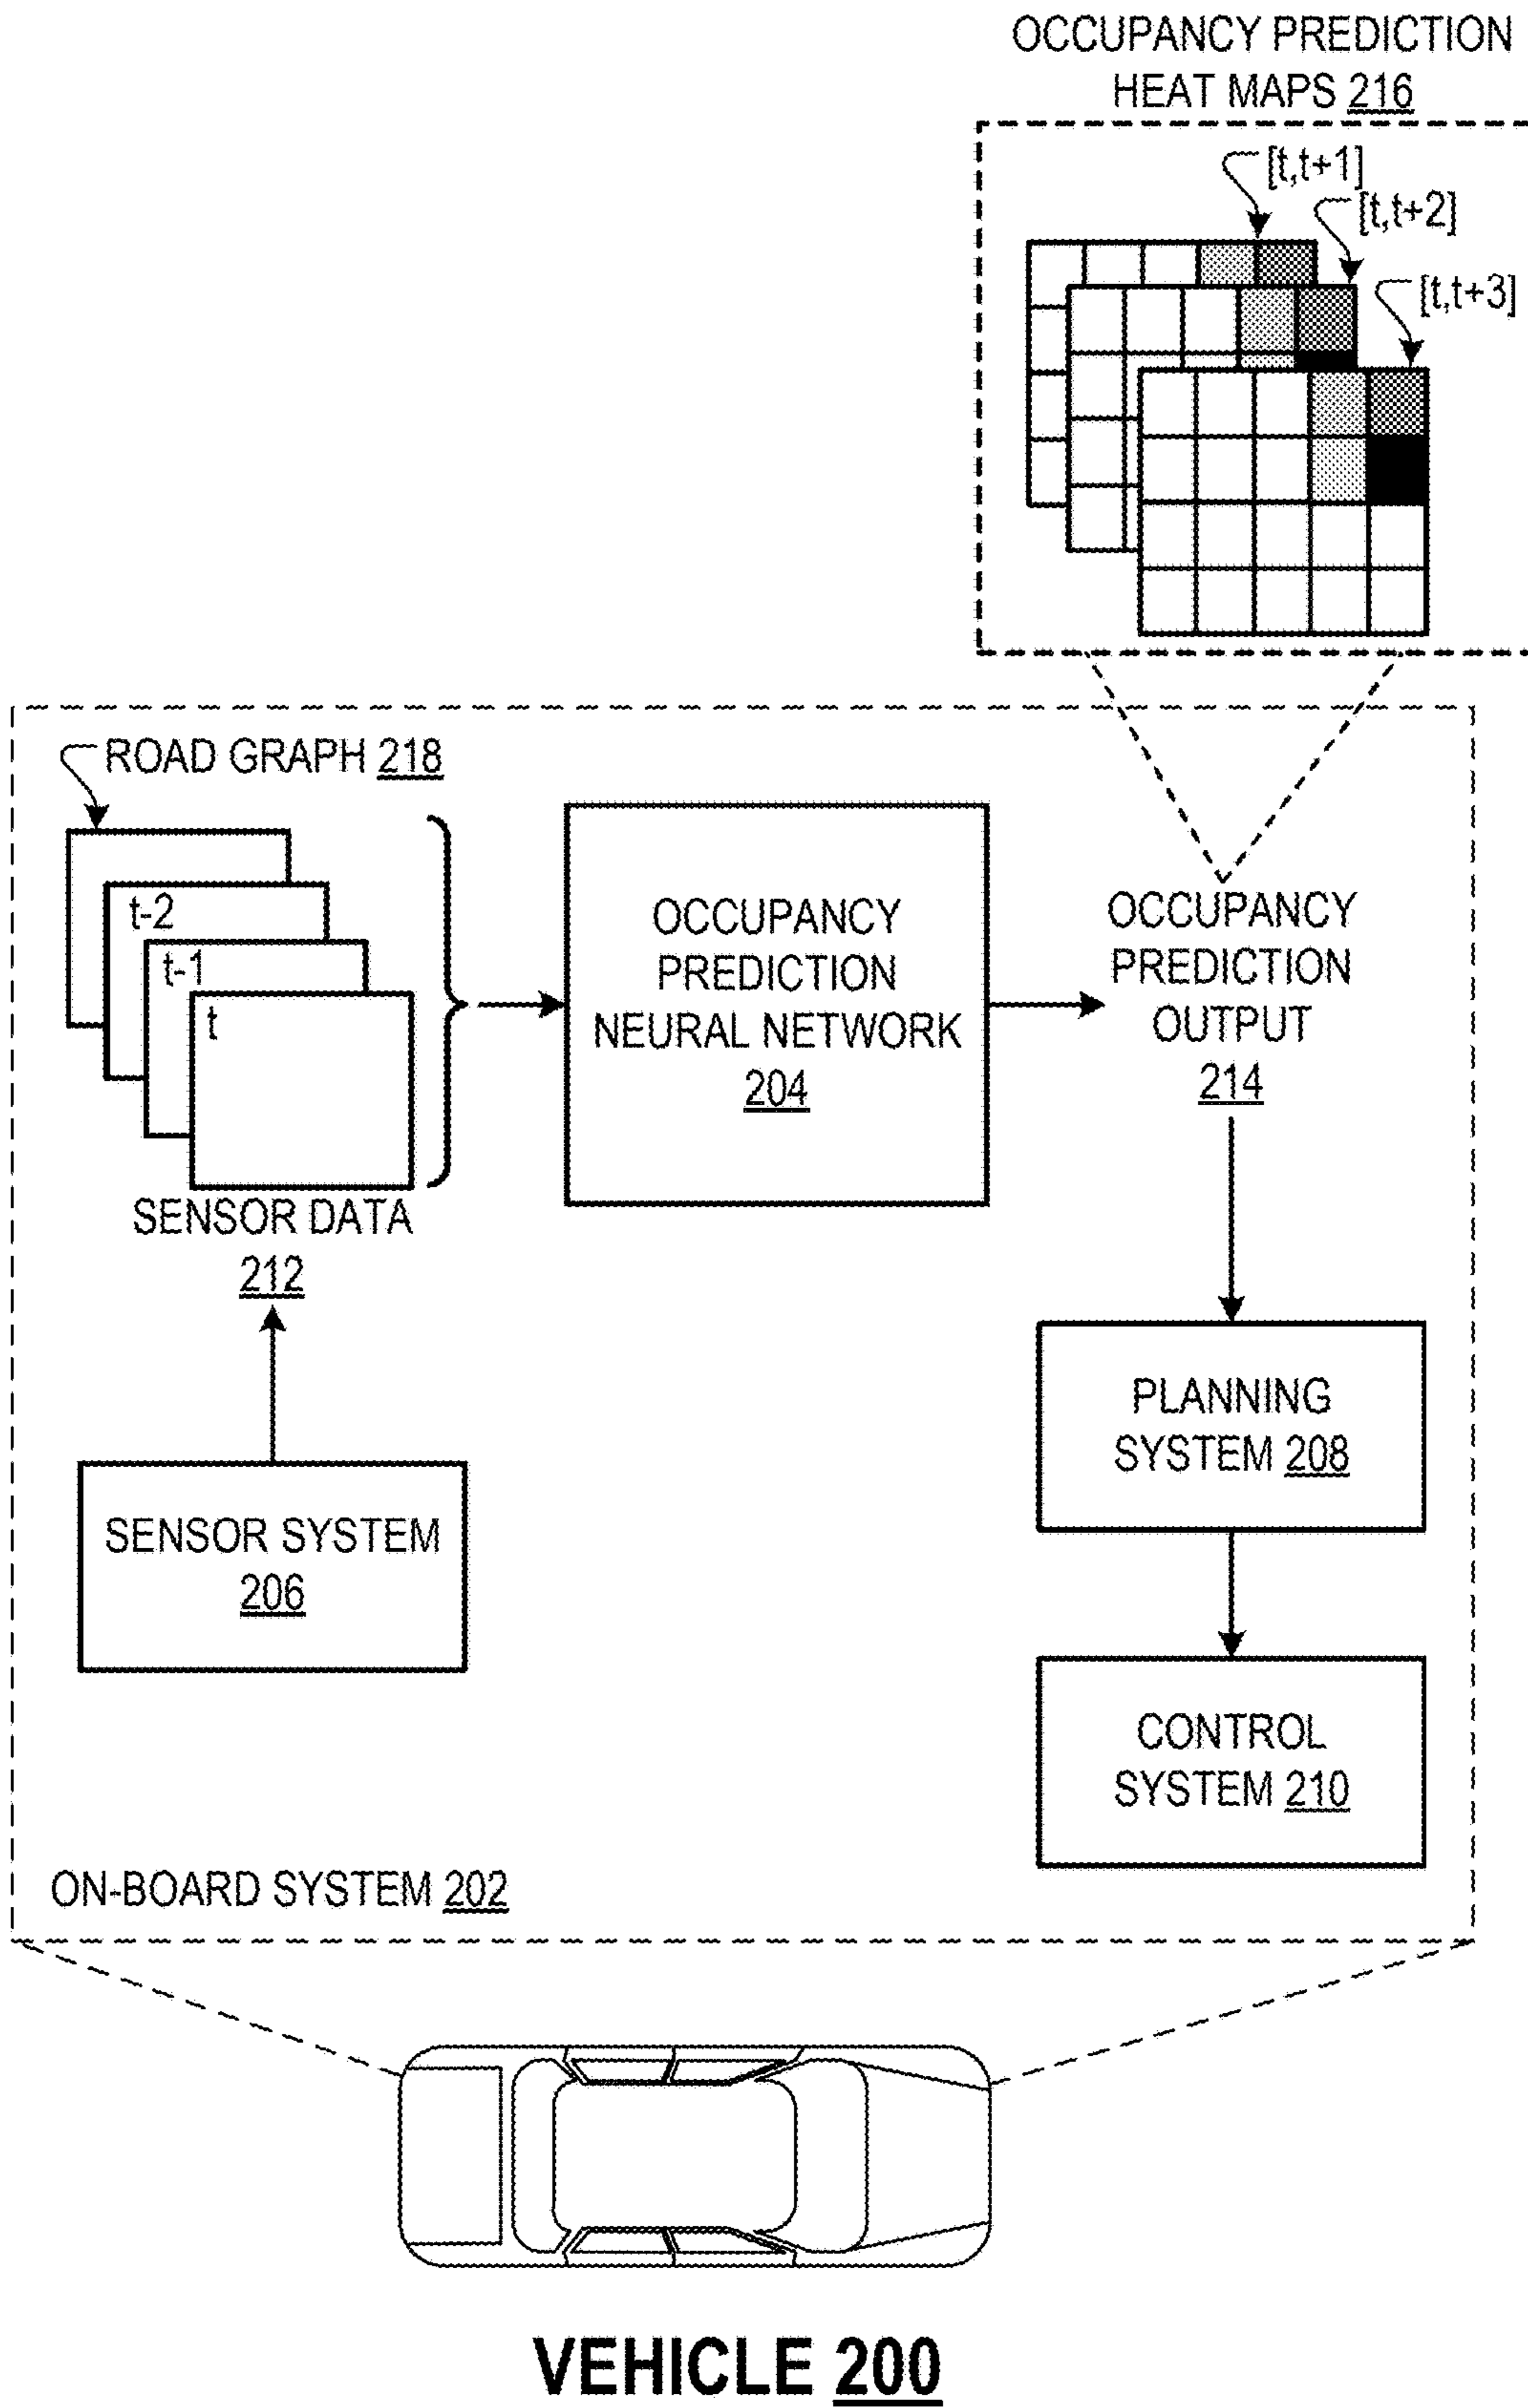 OCCUPANCY PREDICTION
HEAT MAPS 216
[t,t+1]
[t,t+2]
[t,t+3]
ROAD GRAPH 218
t-2
t-1
t
SENSOR DATA
212
OCCUPANCY
PREDICTION
NEURAL NETWORK
204
OCCUPANCY
PREDICTION
OUTPUT
214
SENSOR SYSTEM
206
PLANNING
SYSTEM 208
CONTROL
SYSTEM 210
ON-BOARD SYSTEM 202
VEHICLE 200